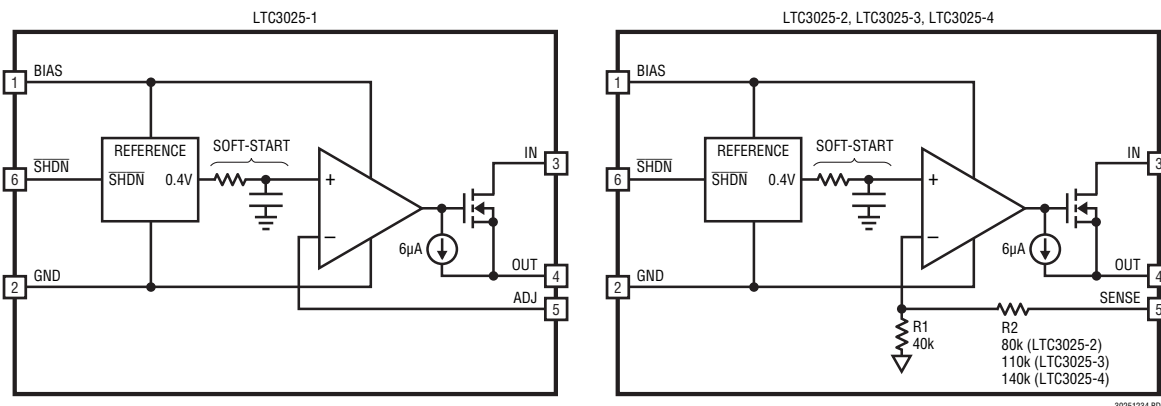 LTC3025-1
1
BIAS
REFERENCE
SHDN
0.4V
SOFT-START
6
SHDN
+
–
IN
3
6µA
2
GND
OUT
4
ADJ
5
LTC3025-2, LTC3025-3, LTC3025-4
1
BIAS
REFERENCE
SHDN
0.4V
SOFT-START
6
SHDN
+
–
IN
3
6µA
2
GND
OUT
4
SENSE
5
R1
40k
R2
80k (LTC3025-2)
110k (LTC3025-3)
140k (LTC3025-4)